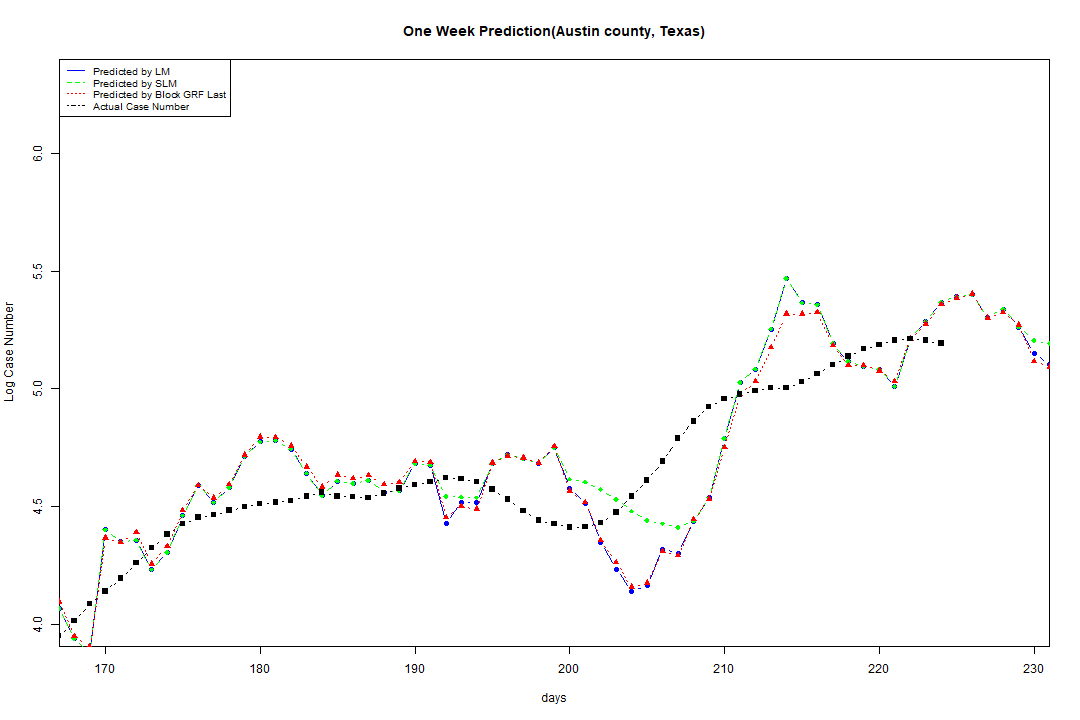 One Week Prediction(Austin county, Texas)
Predicted by LM
Predicted by SLM
Predicted by Block GRF Last
Actual Case Number
6.0
5.5
5.0
4.5
4.0
Log Case Number
170 180 190 200 210 220 230
days